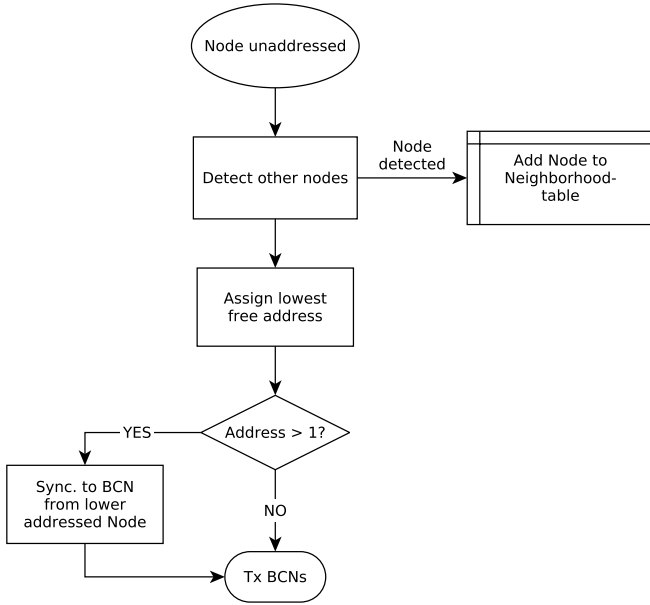 Node unaddressed
Detect other nodes
Node
detected
Add Node to
Neighborhood-
table
Assign lowest
free address
Address > 1?
YES
Sync. to BCN
from lower
addressed Node
NO
Tx BCNs